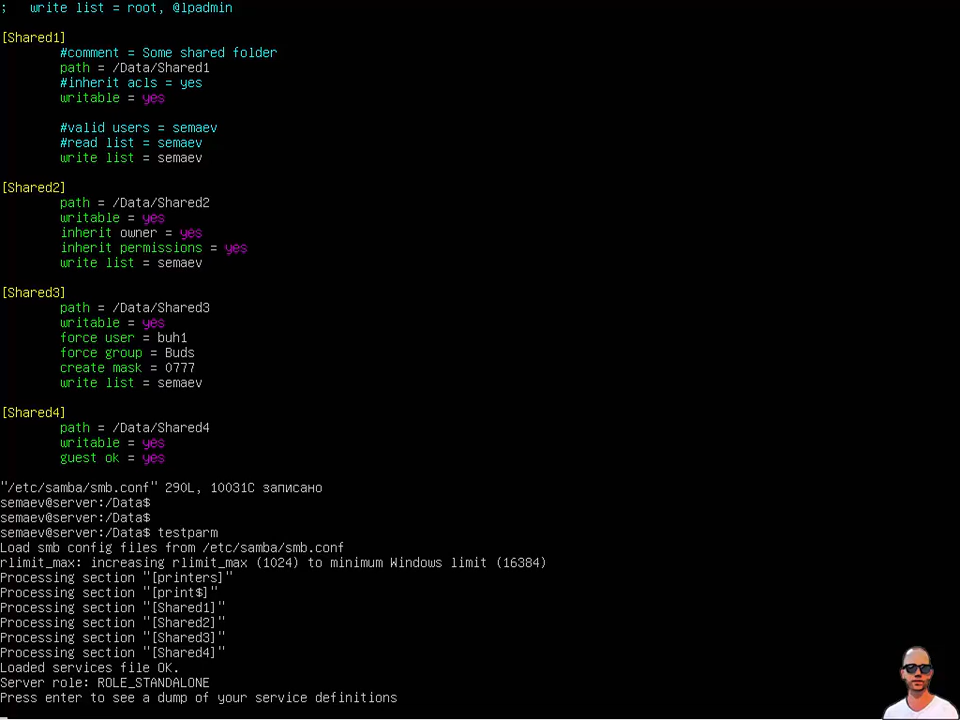 ;   write list = root, @lpadmin
[Shared1]
#comment = Some shared folder
path = /Data/Shared1
#inherit acls = yes
writable = yes
#valid users = semaev
#read list = semaev
write list = semaev
[Shared2]
path = /Data/Shared2
writable = yes
inherit owner = yes
inherit permissions = yes
write list = semaev
[Shared3]
path = /Data/Shared3
writable = yes
force user = buh1
force group = Buds
create mask = 0777
write list = semaev
[Shared4]
path = /Data/Shared4
writable = yes
guest ok = yes
"/etc/samba/smb.conf" 290L, 10031C записано
semaev@server:/Data$
semaev@server:/Data$
semaev@server:/Data$ testparm
Load smb config files from /etc/samba/smb.conf
rlimit_max: increasing rlimit_max (1024) to minimum Windows limit (16384)
Processing section "[printers]"
Processing section "[print$]"
Processing section "[Shared1]"
Processing section "[Shared2]"
Processing section "[Shared3]"
Processing section "[Shared4]"
Loaded services file OK.
Server role: ROLE_STANDALONE
Press enter to see a dump of your service definitions